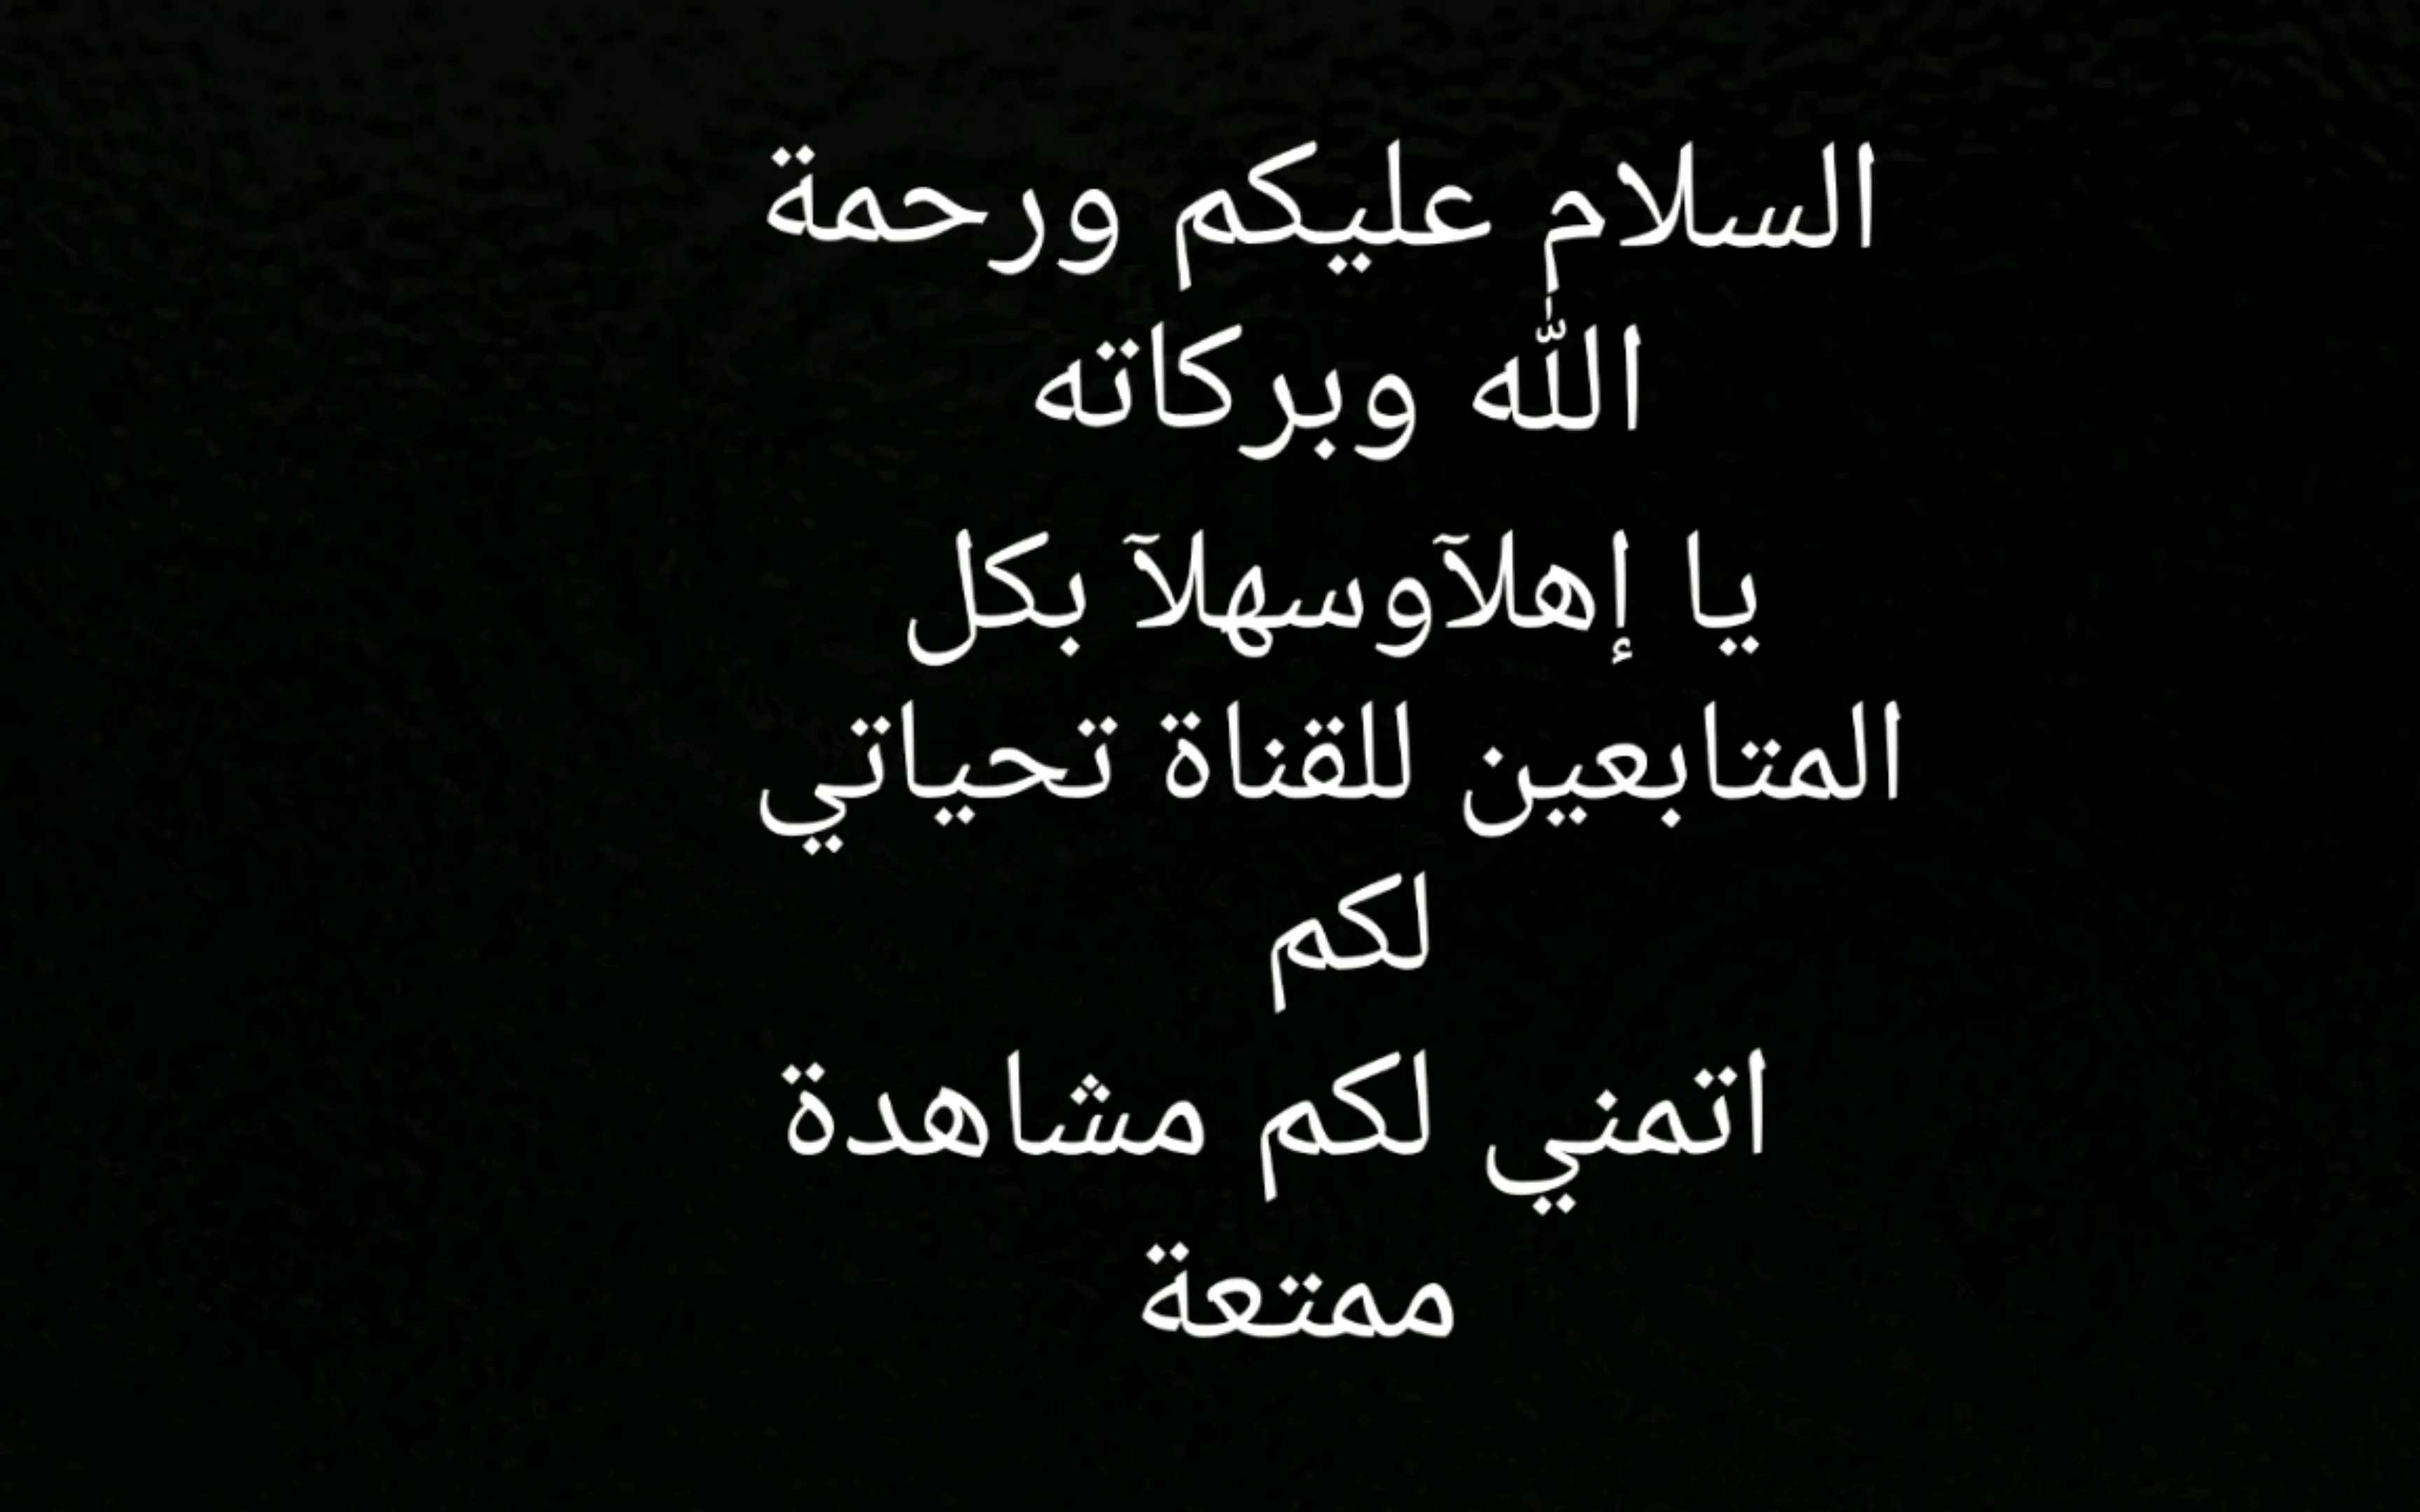 السلام عليكم ورحمة
الله وبركاته
يا إهلآوسهلآ بكل
المتابعين للقناة تحياتي
لكم
اتمني لكم مشاهدة
ممتعة